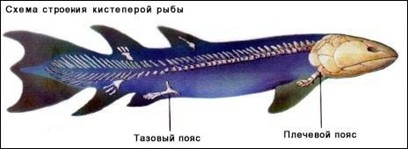 Схема строения кистеперой рыбы
Тазовый пояс
Плечевой пояс